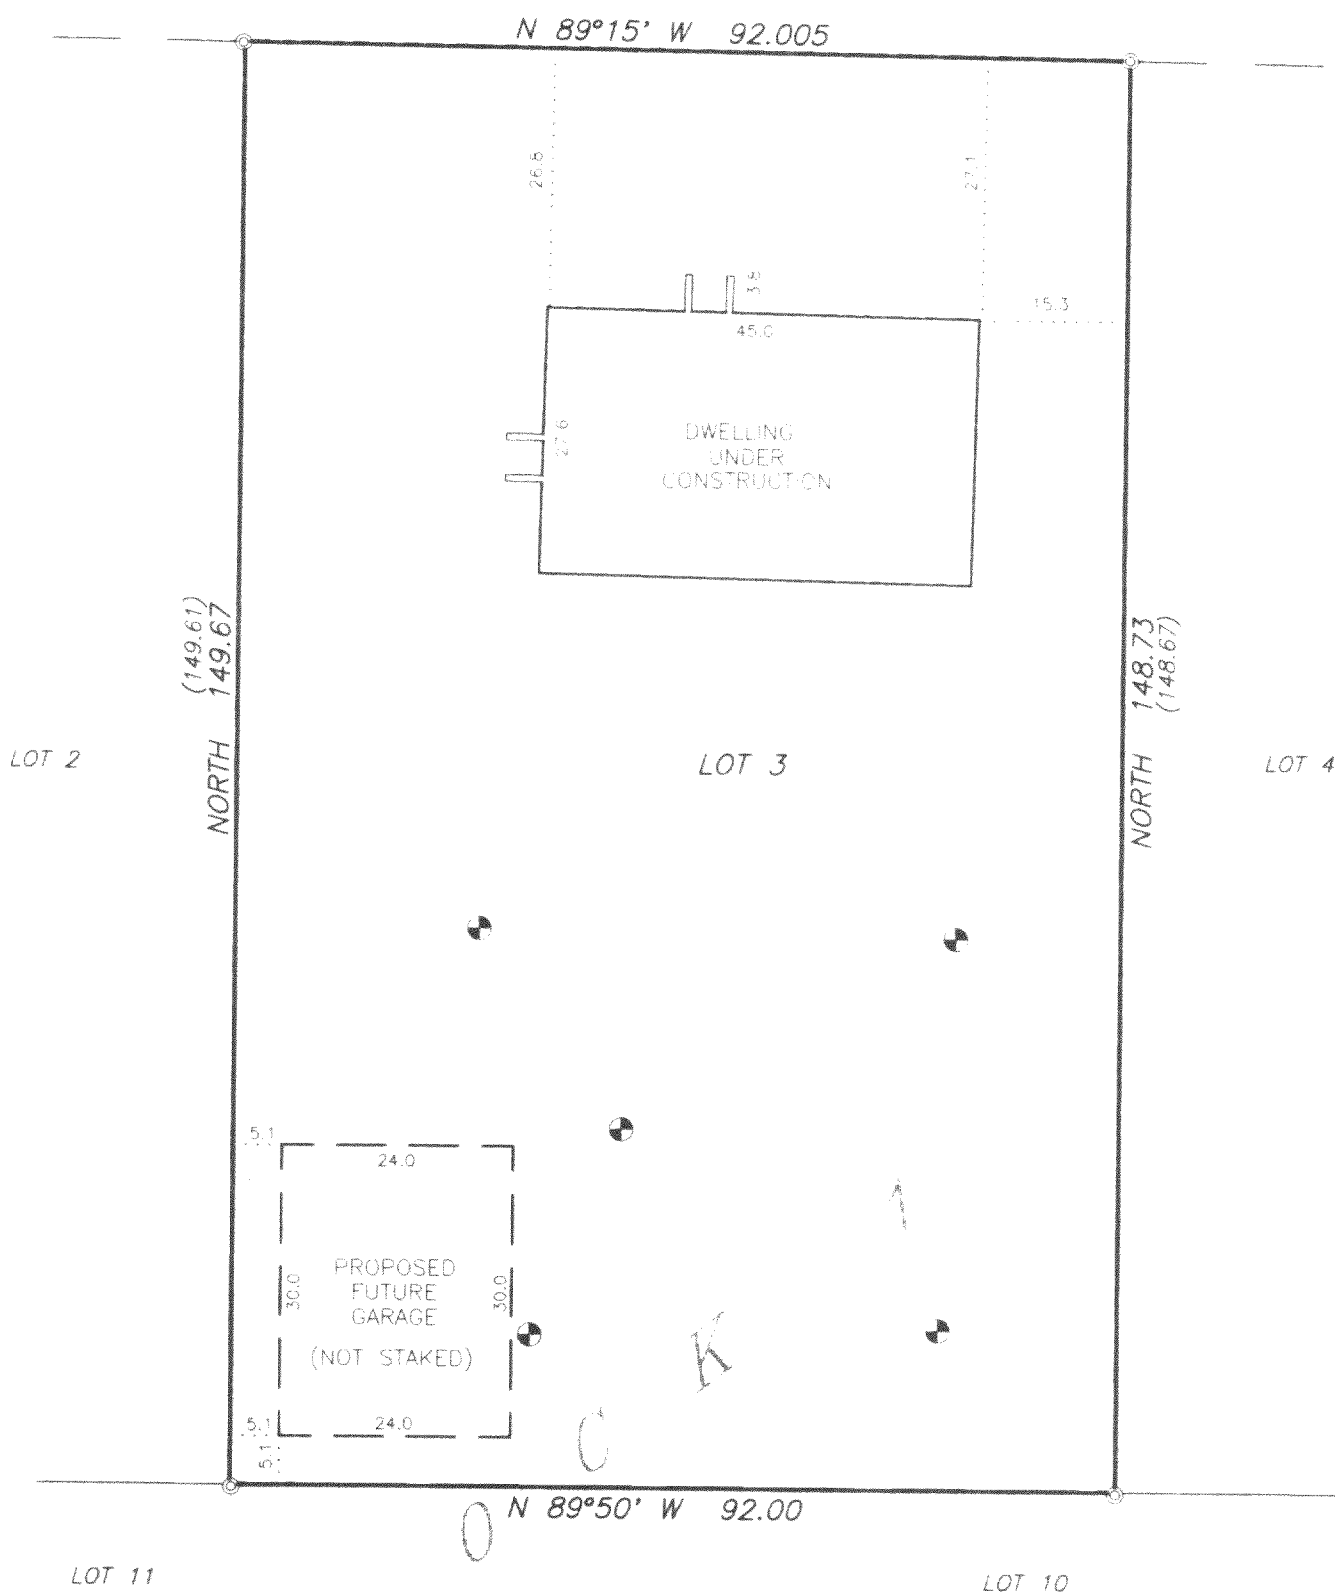 N 89°15' W 92.005
26.8
27.1
3.8
15.3
45.0
27.6
DWELLING
UNDER
CONSTRUCTION
(149.61)
NORTH 149.67
NORTH 148.73
(148.67)
LOT 2
LOT 3
LOT 4
5.1
24.0
1
PROPOSED
FUTURE
GARAGE
(NOT STAKED)
30.0
30.0
K
C
5.1
24.0
5.1
N 89°50' W 92.00
O
LOT 11
LOT 10